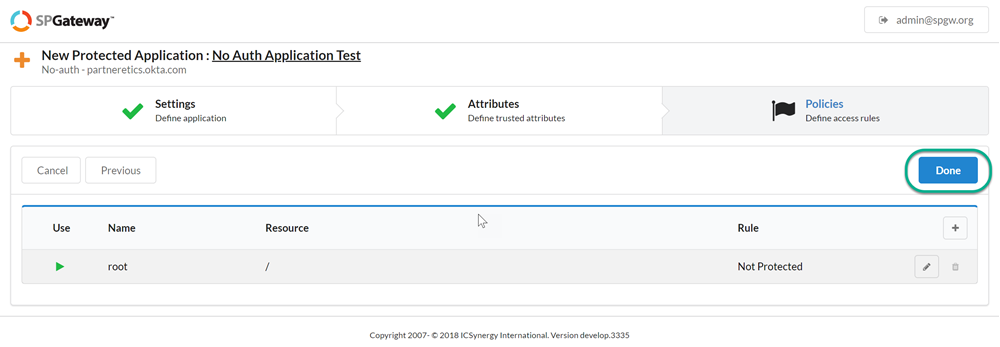 SPGateway™
admin@spgw.org
New Protected Application : No Auth Application Test
No-auth - partneretics.okta.com
Settings
Define application
Attributes
Define trusted attributes
Policies
Define access rules
Cancel
Previous
Done
Use Name Resource Rule
root / Not Protected
Copyright 2007- © 2018 ICSynergy International. Version develop.3335